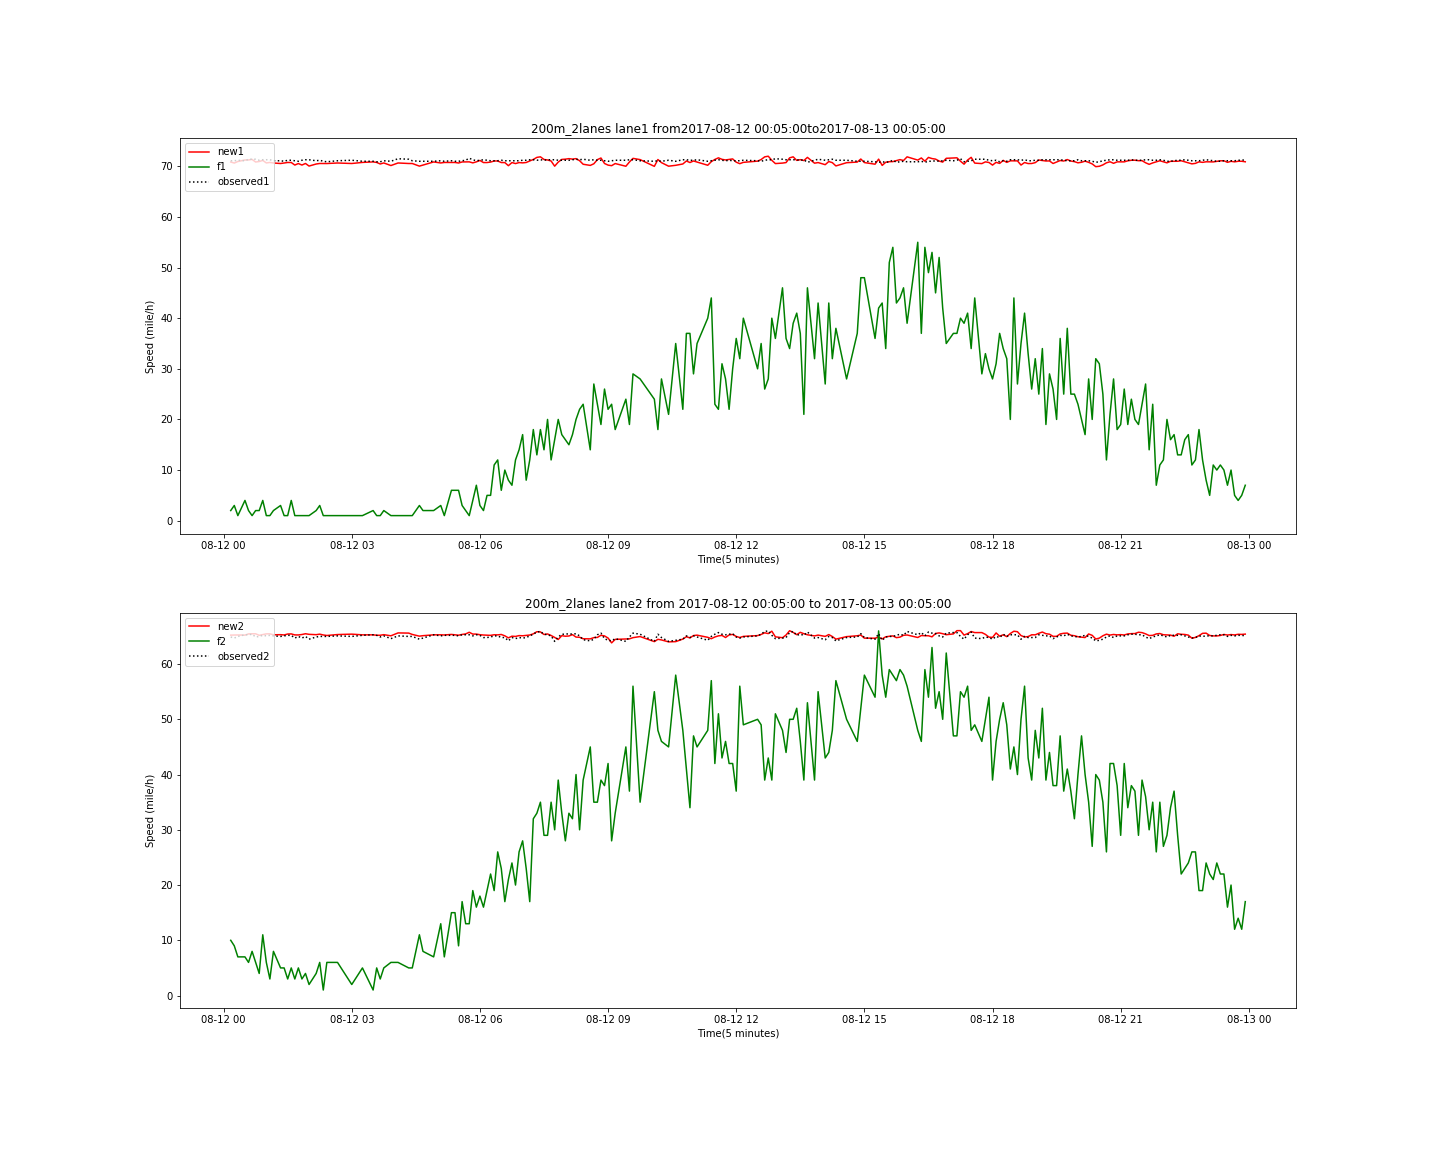 200m_2lanes lane1 from2017-08-12 00:05:00to2017-08-13 00:05:00
new1
f1
observed1
70
60
50
40
30
20
10
0
Speed (mile/h)
08-12 00 08-12 03 08-12 06 08-12 09 08-12 12 08-12 15 08-12 18 08-12 21 08-13 00
Time(5 minutes)
200m_2lanes lane2 from 2017-08-12 00:05:00 to 2017-08-13 00:05:00
new2
f2
observed2
60
50
40
30
20
10
0
Speed (mile/h)
08-12 00 08-12 03 08-12 06 08-12 09 08-12 12 08-12 15 08-12 18 08-12 21 08-13 00
Time(5 minutes)